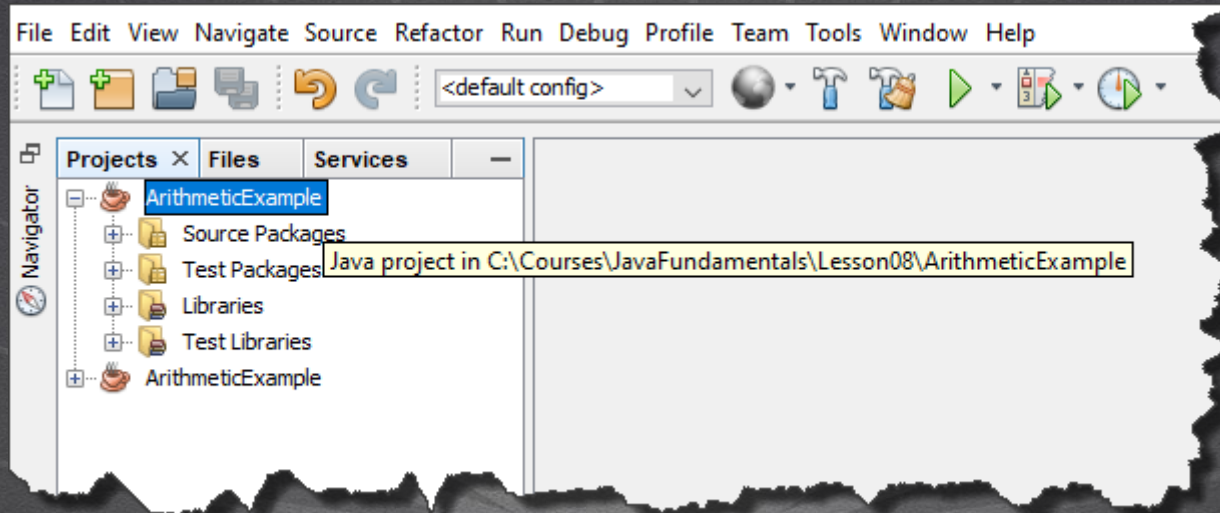 File Edit View Navigate Source Refactor Run Debug Profile Team Tools Window Help
<default config>
Projects Files Services
Navigator
ArithmeticExample
Source Packages
Java project in C:\Courses\JavaFundamentals\Lesson08\ArithmeticExample
Test Packages
Libraries
Test Libraries
ArithmeticExample